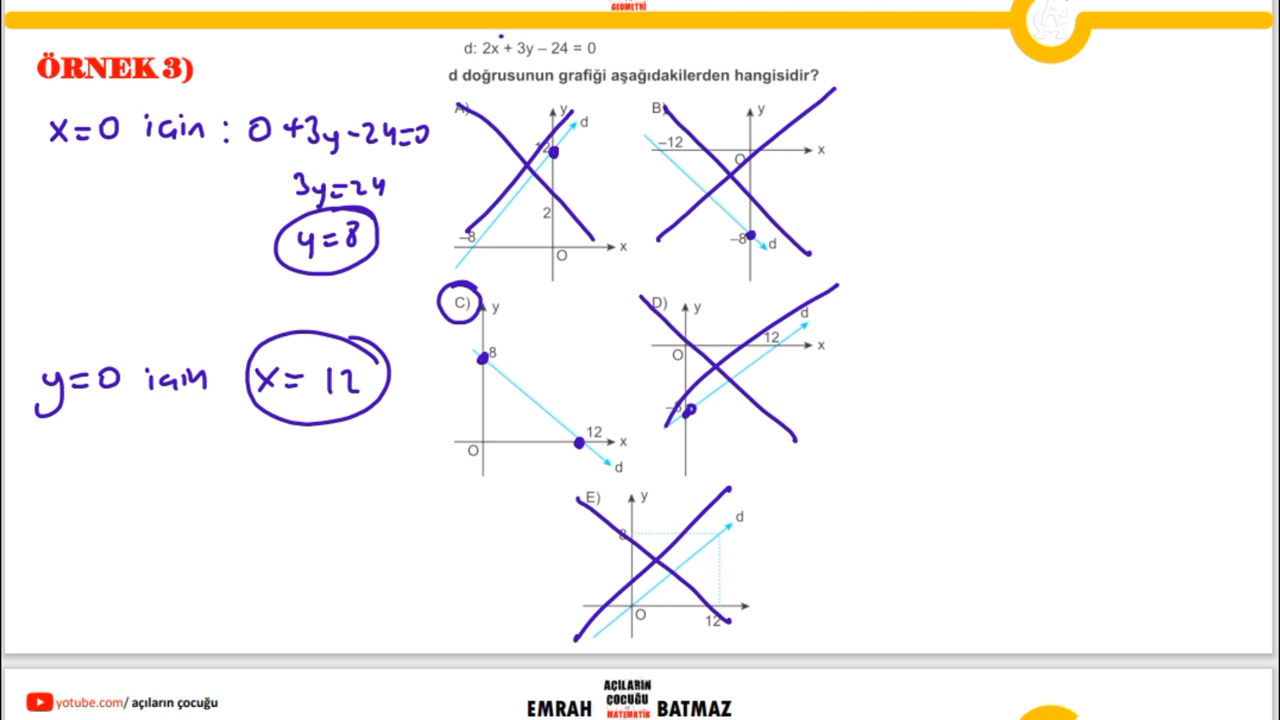 GEOMETRİ
ÖRNEK 3)
d: 2x + 3y – 24 = 0
d doğrusunun grafiği aşağıdakilerden hangisidir?
x=0 için : 0 +3y-24=0
3y=24
y=8
y=0 için x= 12
A)
y
d
12
2
–8
O
x
B)
y
–12
O
x
–8
d
C)
y
8
12
O
x
d
D)
y
d
12
O
x
–8
E)
y
d
8
O
12
yotube.com/ açıların çocuğu
EMRAH
AÇILARIN
ÇOCUĞU
MATEMATİK
BATMAZ